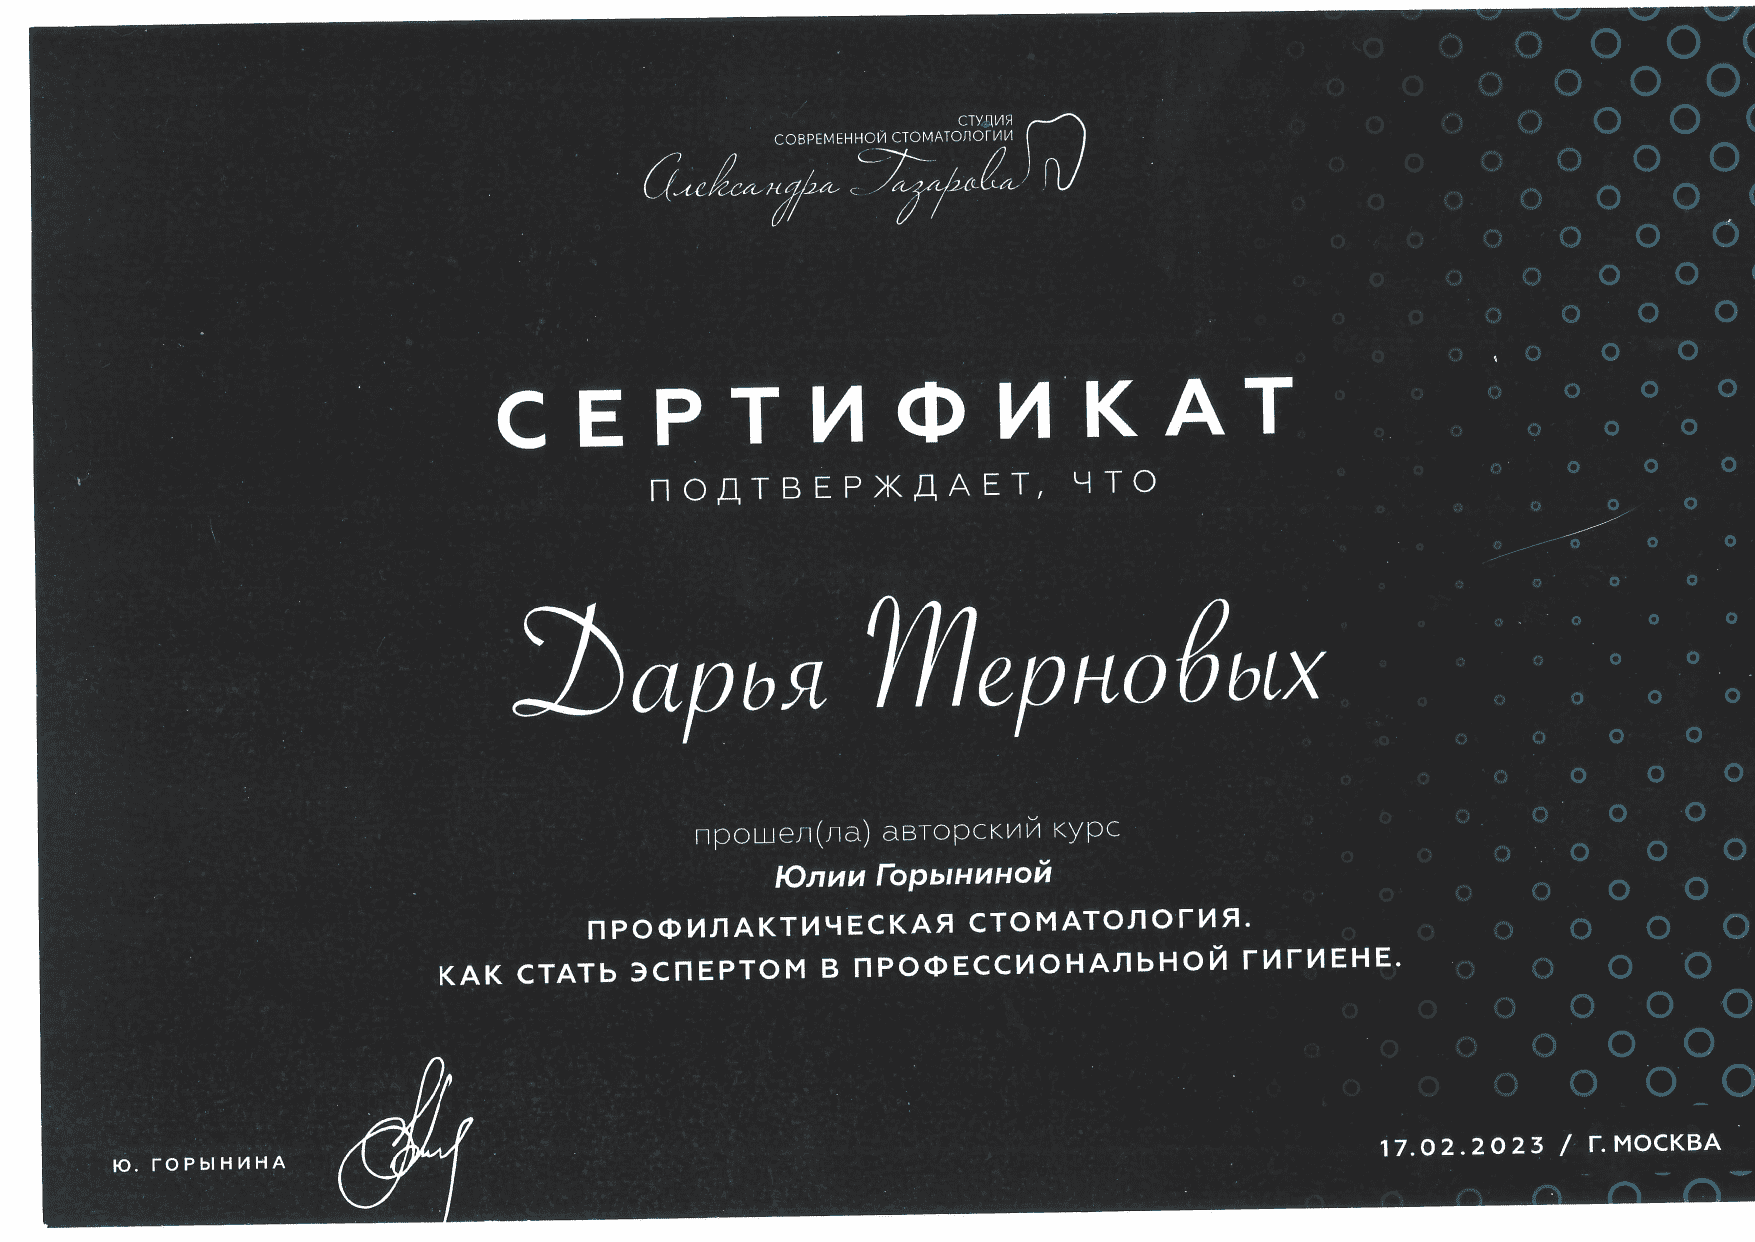 СТУДИЯ
СОВРЕМЕННОЙ СТОМАТОЛОГИИ
Александра Газарова
СЕРТИФИКАТ
ПОДТВЕРЖДАЕТ, ЧТО
Дарья Терновых
прошел(ла) авторский курс
Юлии Горыниной
ПРОФИЛАКТИЧЕСКАЯ СТОМАТОЛОГИЯ.
КАК СТАТЬ ЭСПЕРТОМ В ПРОФЕССИОНАЛЬНОЙ ГИГИЕНЕ.
Ю. ГОРЫНИНА
17.02.2023 / Г. МОСКВА